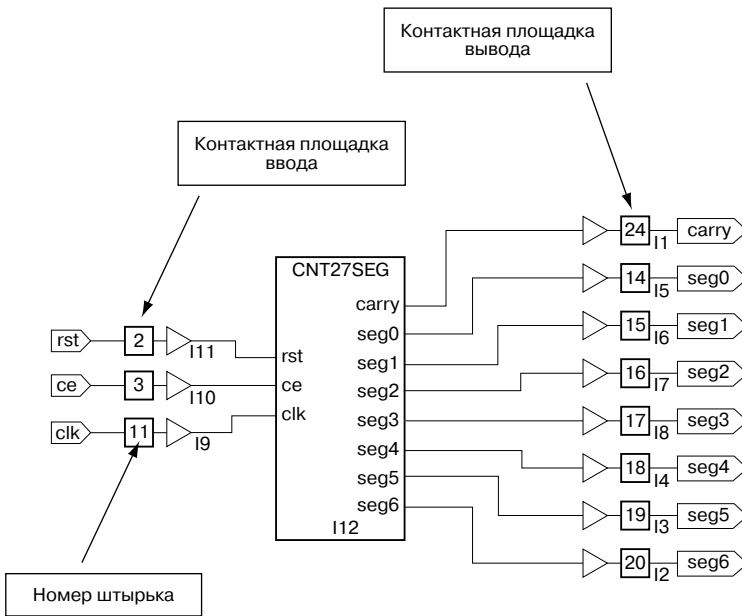 Контактная площадка
вывода
Контактная площадка
ввода
24 I1 carry
CNT27SEG
carry
14 I5 seg0
seg0
15 I6 seg1
rst 2 I11
rst
seg1
16 I7 seg2
ce 3 I10
ce
seg2
clk 11 I9
clk
seg3
17 I8 seg3
seg4
18 I4 seg4
seg5
19 I3 seg5
seg6
I12
20 I2 seg6
Номер штырька